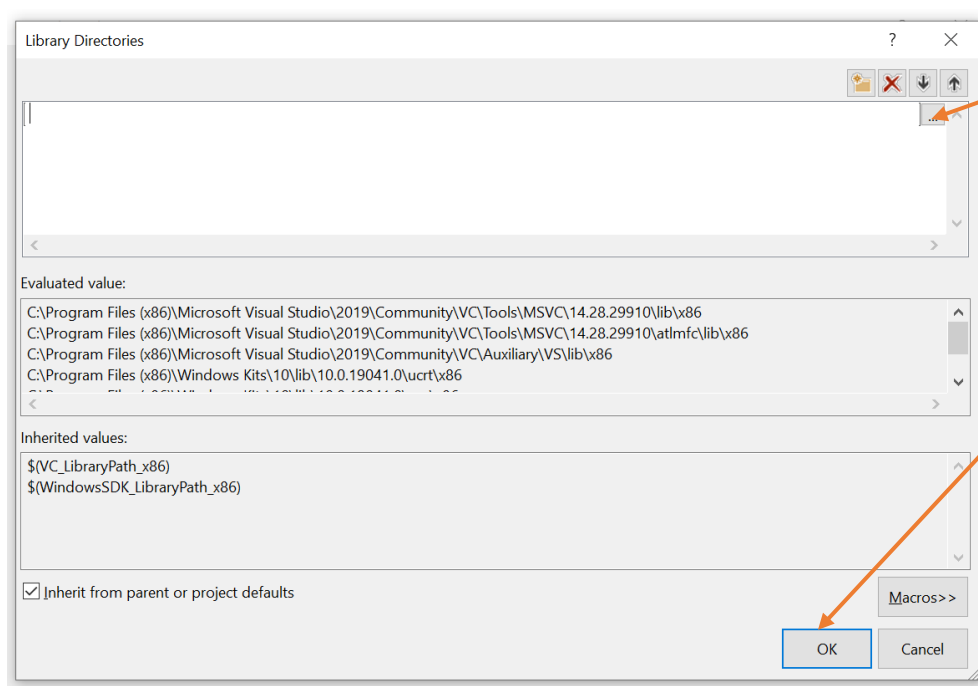 Library Directories
?
...
Evaluated value:
C:\Program Files (x86)\Microsoft Visual Studio\2019\Community\VC\Tools\MSVC\14.28.29910\lib\x86
C:\Program Files (x86)\Microsoft Visual Studio\2019\Community\VC\Tools\MSVC\14.28.29910\atlmfc\lib\x86
C:\Program Files (x86)\Microsoft Visual Studio\2019\Community\VC\Auxiliary\VS\lib\x86
C:\Program Files (x86)\Windows Kits\10\lib\10.0.19041.0\ucrt\x86
Inherited values:
$(VC_LibraryPath_x86)
$(WindowsSDK_LibraryPath_x86)
Inherit from parent or project defaults
Macros>>
OK
Cancel